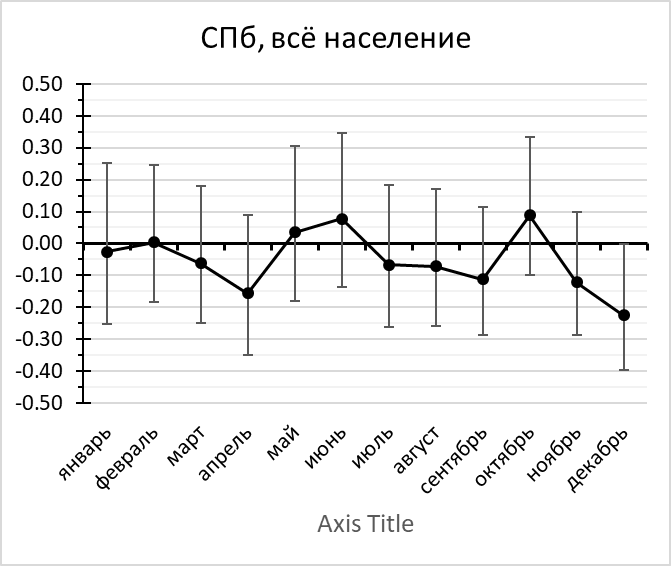 СПб, всё население
0.50
0.40
0.30
0.20
0.10
0.00
-0.10
-0.20
-0.30
-0.40
-0.50
январь
февраль
март
апрель
май
июнь
июль
август
сентябрь
октябрь
ноябрь
декабрь
Axis Title